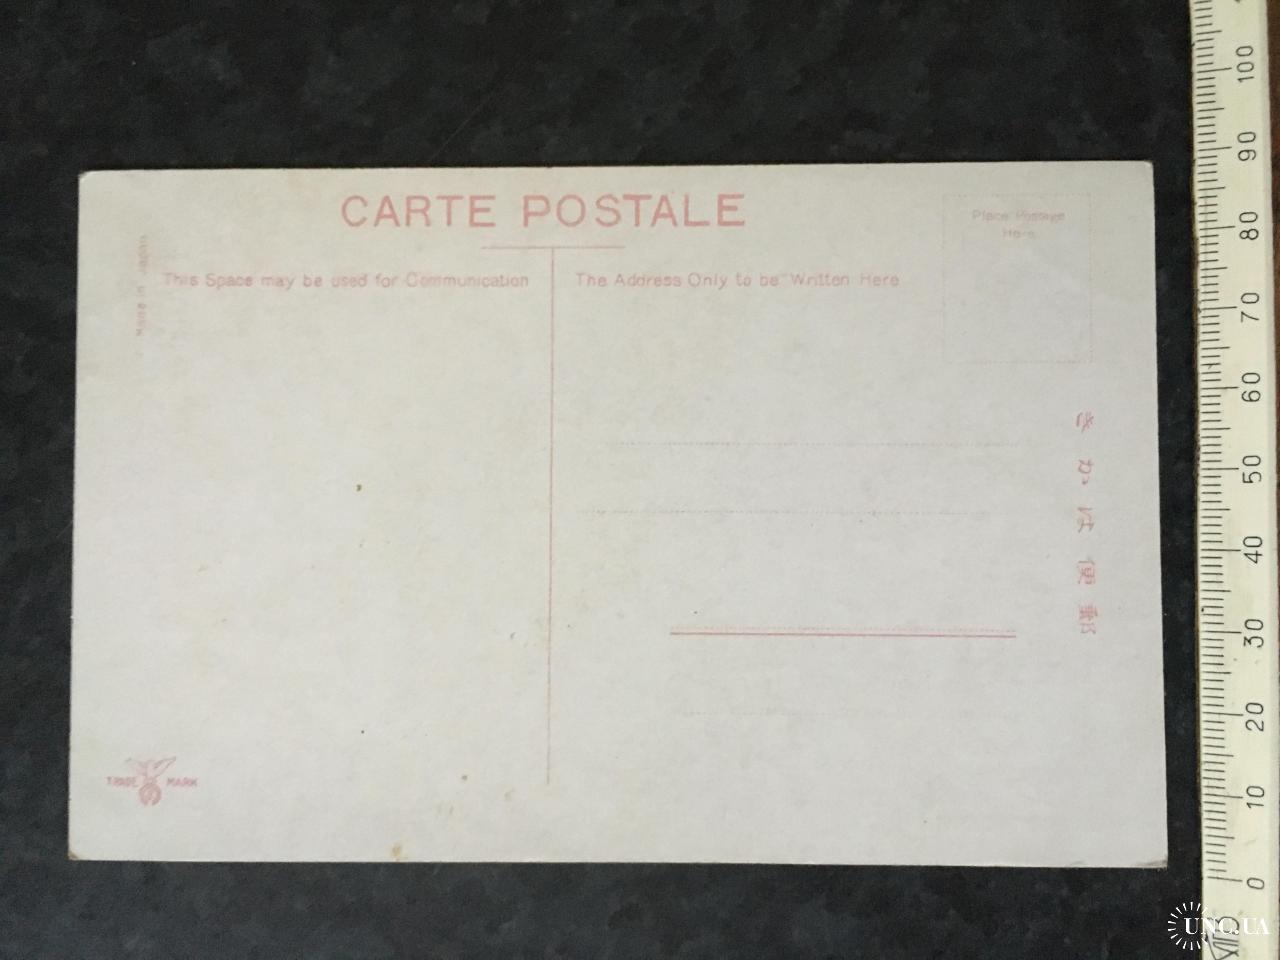 CARTE POSTALE
Place Postage
Here
Made in Japan
This Space may be used for Communication
The Address Only to be Written Here
きかは便郵
TRADE MARK
100
90
80
70
60
50
40
30
20
10
0
UNC.UA